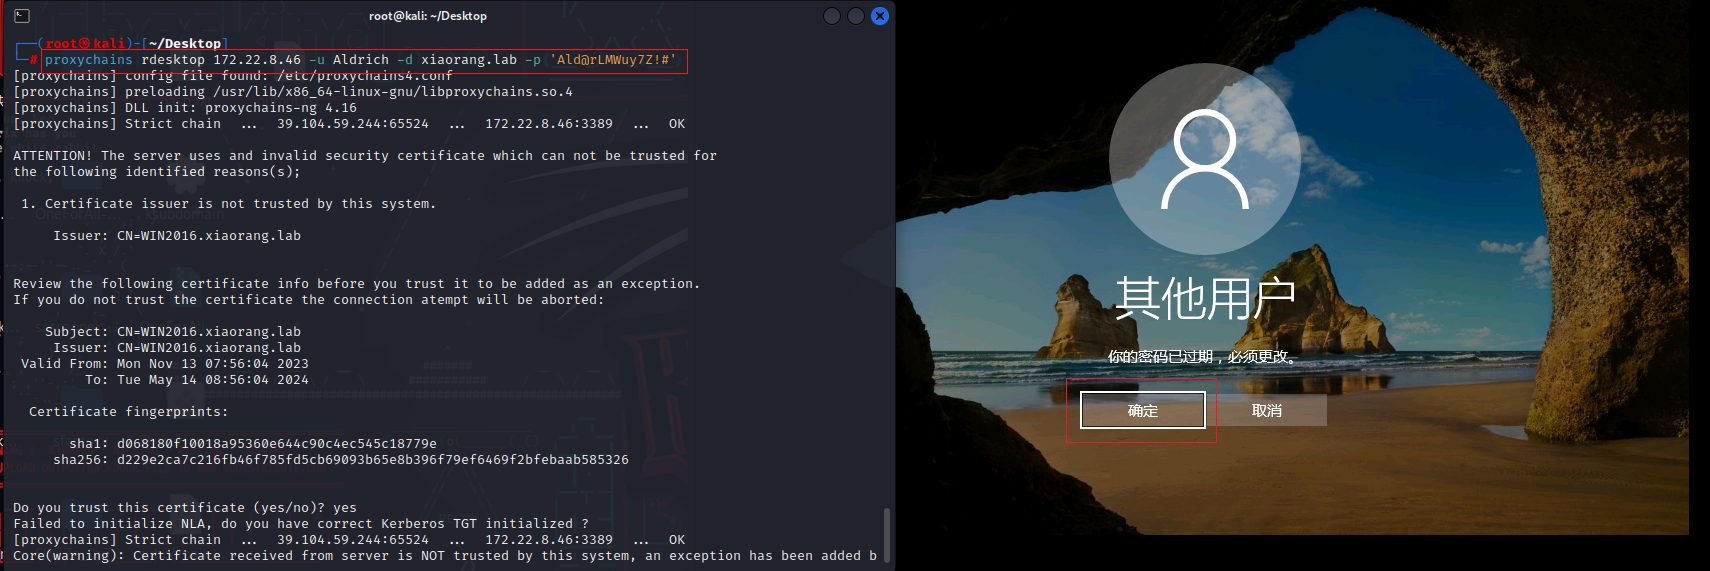 root@kali: ~/Desktop
┌──(root㉿kali)-[~/Desktop]
└─# proxychains rdesktop 172.22.8.46 -u Aldrich -d xiaorang.lab -p 'Ald@rLMWuy7Z!#'
[proxychains] config file found: /etc/proxychains4.conf
[proxychains] preloading /usr/lib/x86_64-linux-gnu/libproxychains.so.4
[proxychains] DLL init: proxychains-ng 4.16
[proxychains] Strict chain  ...  39.104.59.244:65524  ...  172.22.8.46:3389  ...  OK
ATTENTION! The server uses and invalid security certificate which can not be trusted for
the following identified reasons(s);
1. Certificate issuer is not trusted by this system.
Issuer: CN=WIN2016.xiaorang.lab
Review the following certificate info before you trust it to be added as an exception.
If you do not trust the certificate the connection atempt will be aborted:
Subject: CN=WIN2016.xiaorang.lab
Issuer: CN=WIN2016.xiaorang.lab
Valid From: Mon Nov 13 07:56:04 2023
To: Tue May 14 08:56:04 2024
Certificate fingerprints:
sha1: d068180f10018a95360e644c90c4ec545c18779e
sha256: d229e2ca7c216fb46f785fd5cb69093b65e8b396f79ef6469f2bfebaab585326
Do you trust this certificate (yes/no)? yes
Failed to initialize NLA, do you have correct Kerberos TGT initialized ?
[proxychains] Strict chain  ...  39.104.59.244:65524  ...  172.22.8.46:3389  ...  OK
Core(warning): Certificate received from server is NOT trusted by this system, an exception has been added b
其他用户
你的密码已过期，必须更改。
确定
取消